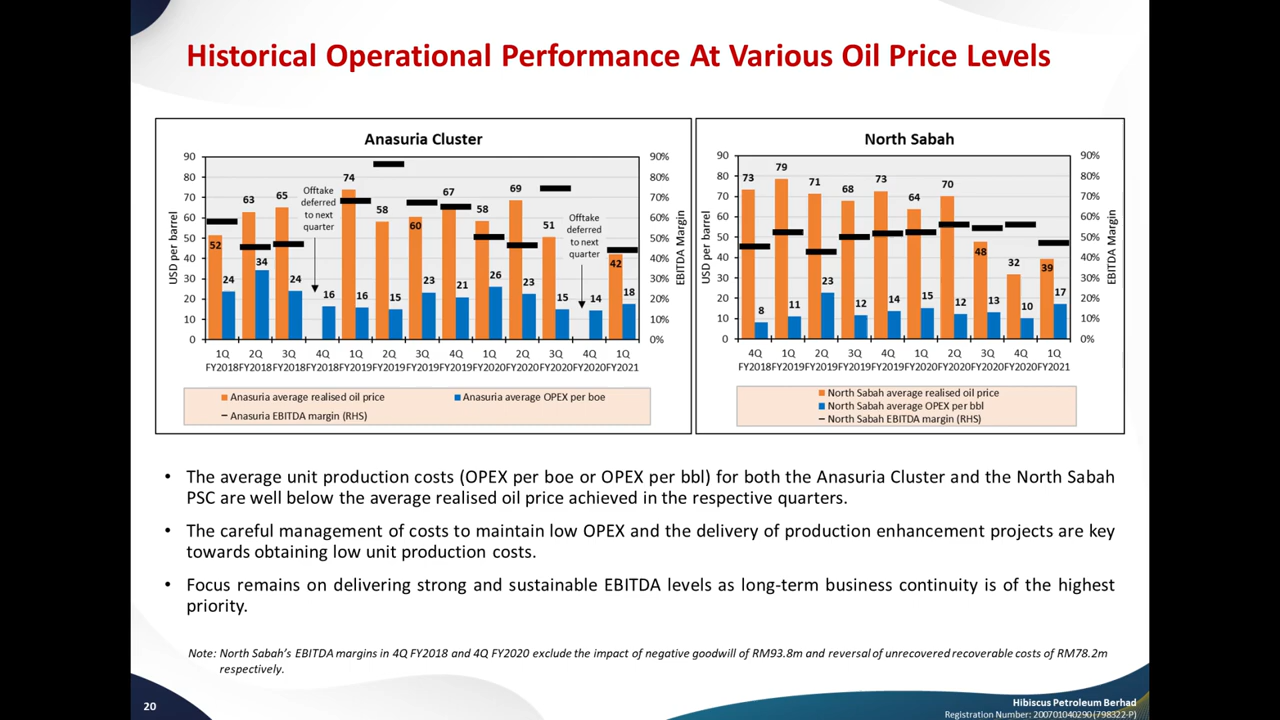 Historical Operational Performance At Various Oil Price Levels
Anasuria Cluster
90
80
70
60
50
40
30
20
10
0
USD per barrel
52
24
63
34
65
24
Offtake
deferred
to next
quarter
16
74
16
58
15
60
23
67
21
58
26
69
23
51
15
Offtake
deferred
to next
quarter
14
42
18
90%
80%
70%
60%
50%
40%
30%
20%
10%
0%
EBITDA Margin
1Q 2Q 3Q 4Q 1Q 2Q 3Q 4Q 1Q 2Q 3Q 4Q 1Q
FY2018 FY2018 FY2018 FY2018 FY2019 FY2019 FY2019 FY2019 FY2020 FY2020 FY2020 FY2020 FY2021
Anasuria average realised oil price
Anasuria average OPEX per boe
Anasuria EBITDA margin (RHS)
North Sabah
90
80
70
60
50
40
30
20
10
0
USD per barrel
73
8
79
11
71
23
68
12
73
14
64
15
70
12
48
13
32
10
39
17
90%
80%
70%
60%
50%
40%
30%
20%
10%
0%
EBITDA Margin
4Q 1Q 2Q 3Q 4Q 1Q 2Q 3Q 4Q 1Q
FY2018 FY2019 FY2019 FY2019 FY2019 FY2020 FY2020 FY2020 FY2020 FY2021
North Sabah average realised oil price
North Sabah average OPEX per bbl
North Sabah EBITDA margin (RHS)
• The average unit production costs (OPEX per boe or OPEX per bbl) for both the Anasuria Cluster and the North Sabah
PSC are well below the average realised oil price achieved in the respective quarters.
• The careful management of costs to maintain low OPEX and the delivery of production enhancement projects are key
towards obtaining low unit production costs.
• Focus remains on delivering strong and sustainable EBITDA levels as long-term business continuity is of the highest
priority.
Note: North Sabah's EBITDA margins in 4Q FY2018 and 4Q FY2020 exclude the impact of negative goodwill of RM93.8m and reversal of unrecovered recoverable costs of RM78.2m
respectively.
20
Hibiscus Petroleum Berhad
Registration Number: 200701040290 (798322-P)